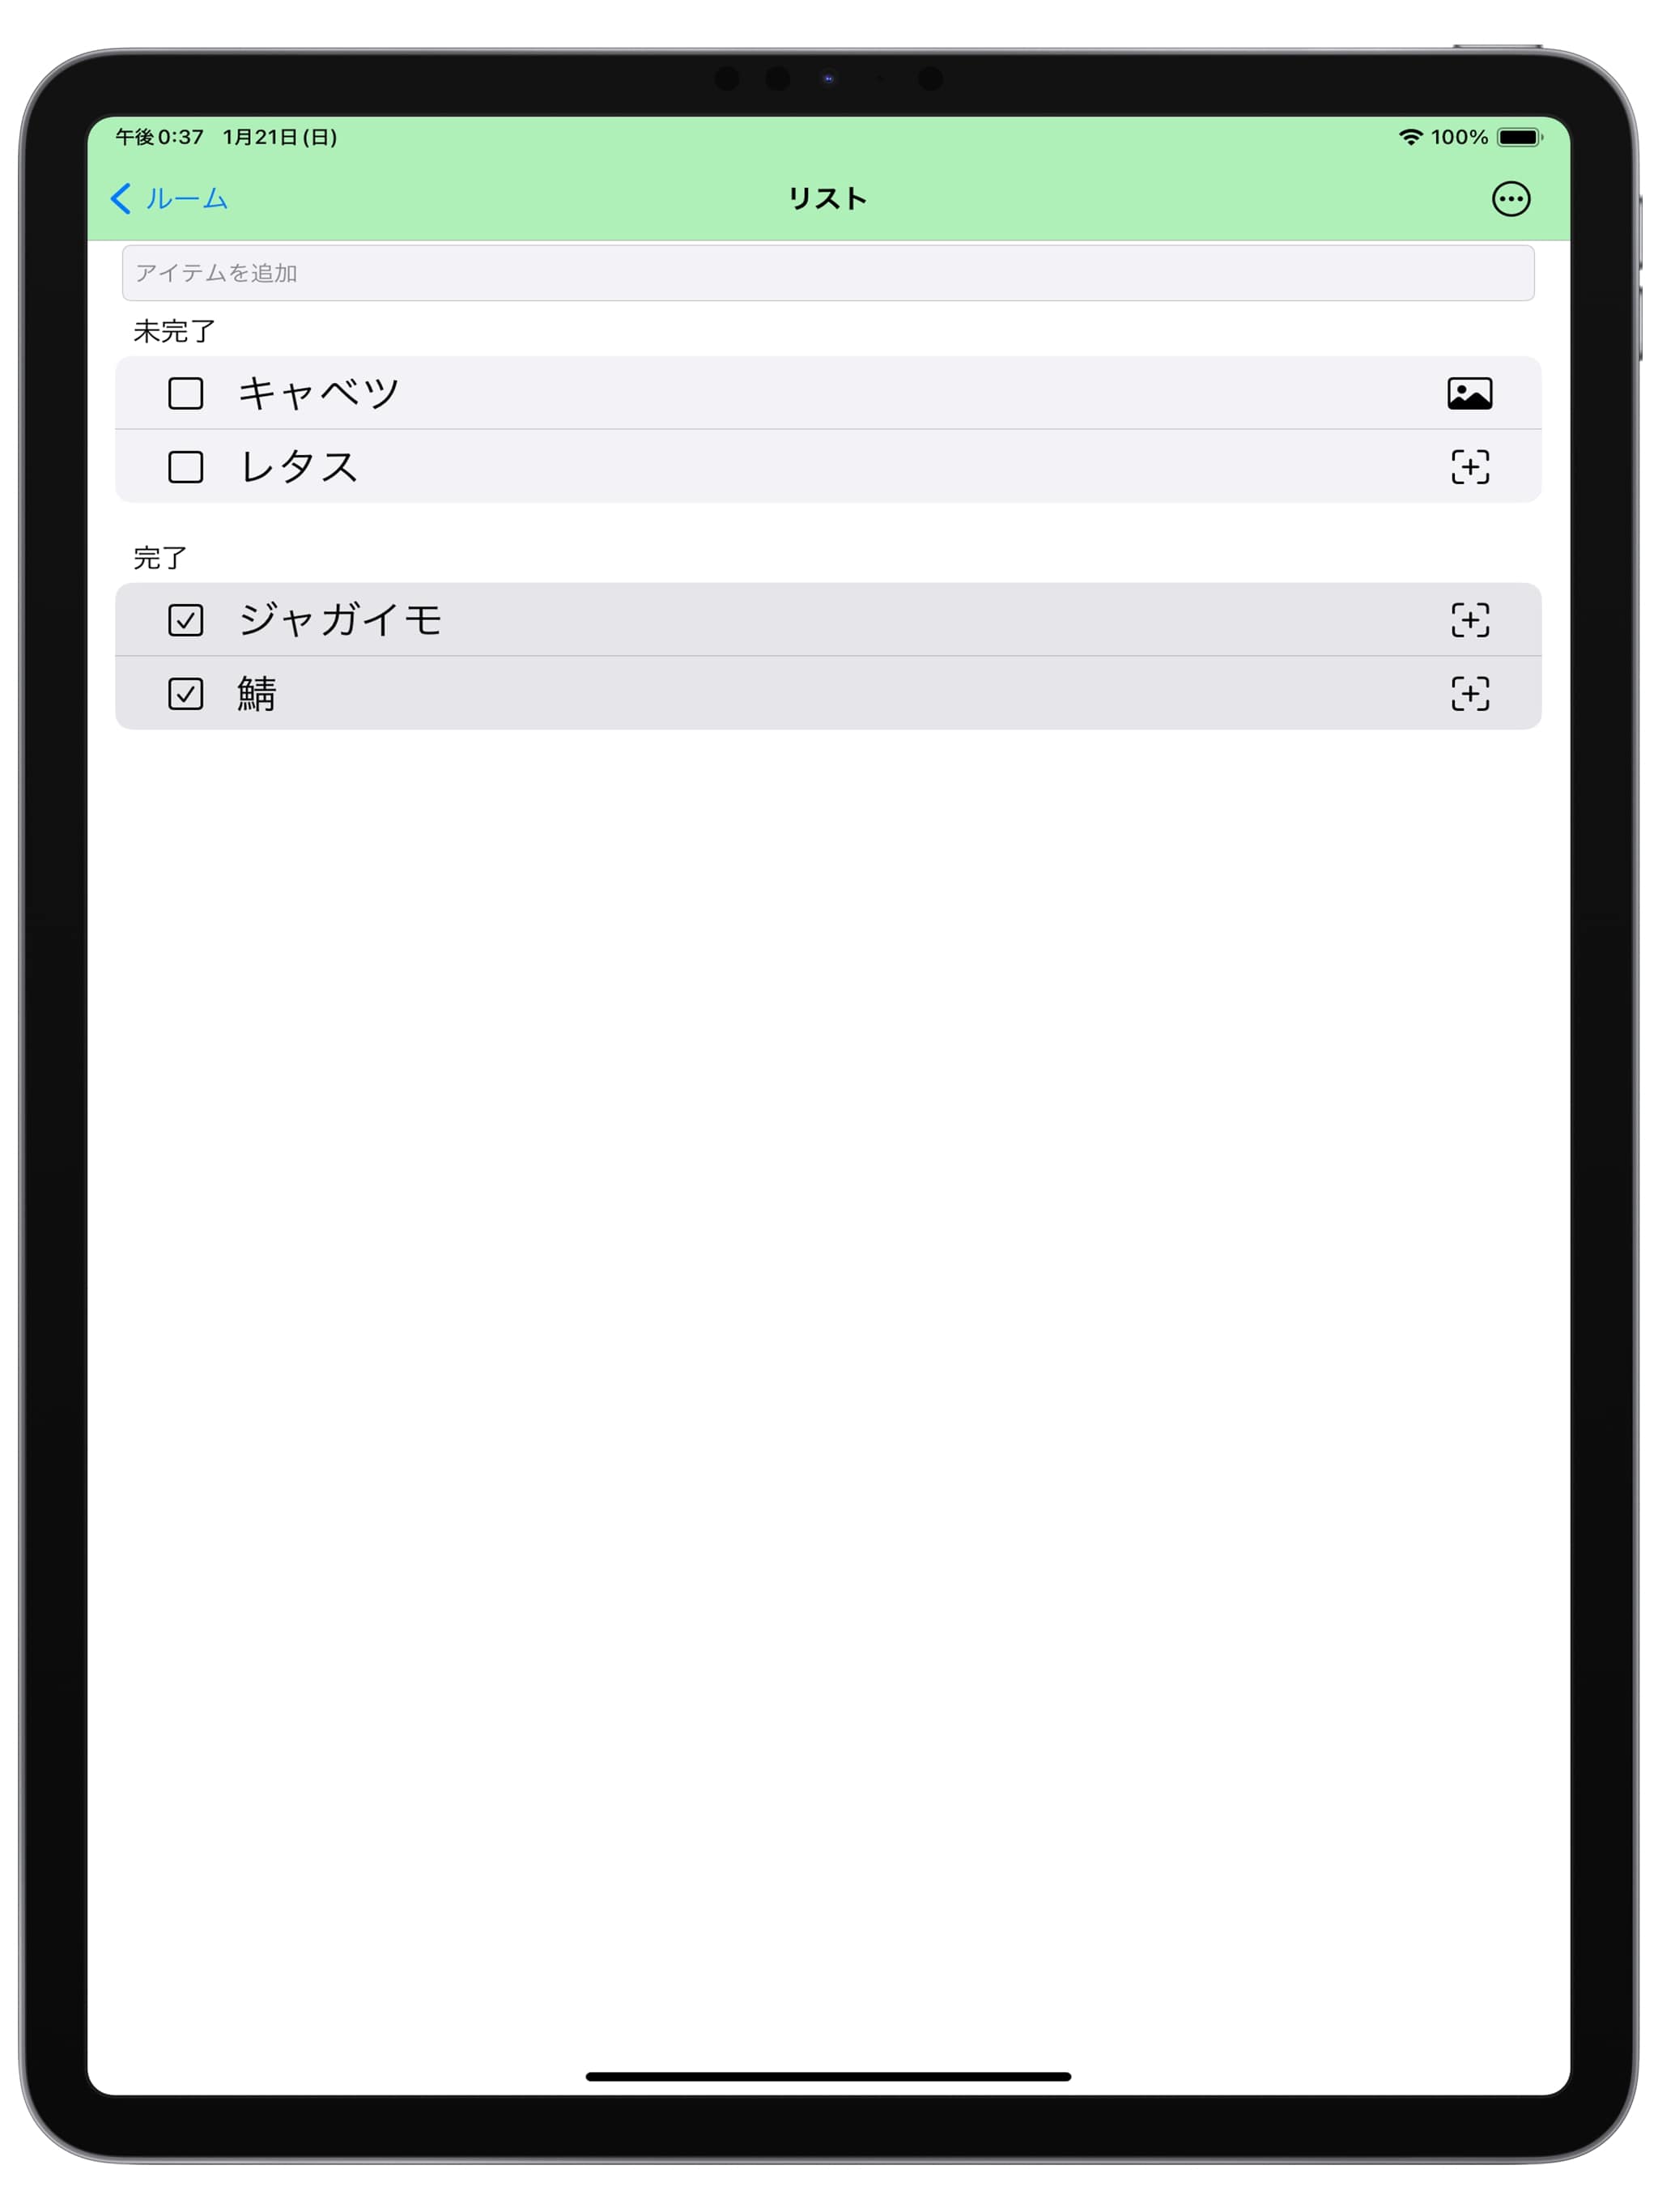 午後0:37 1月21日(日)
100%
ルーム
リスト
アイテムを追加
未完了
キャベツ
レタス
完了
ジャガイモ
鯖